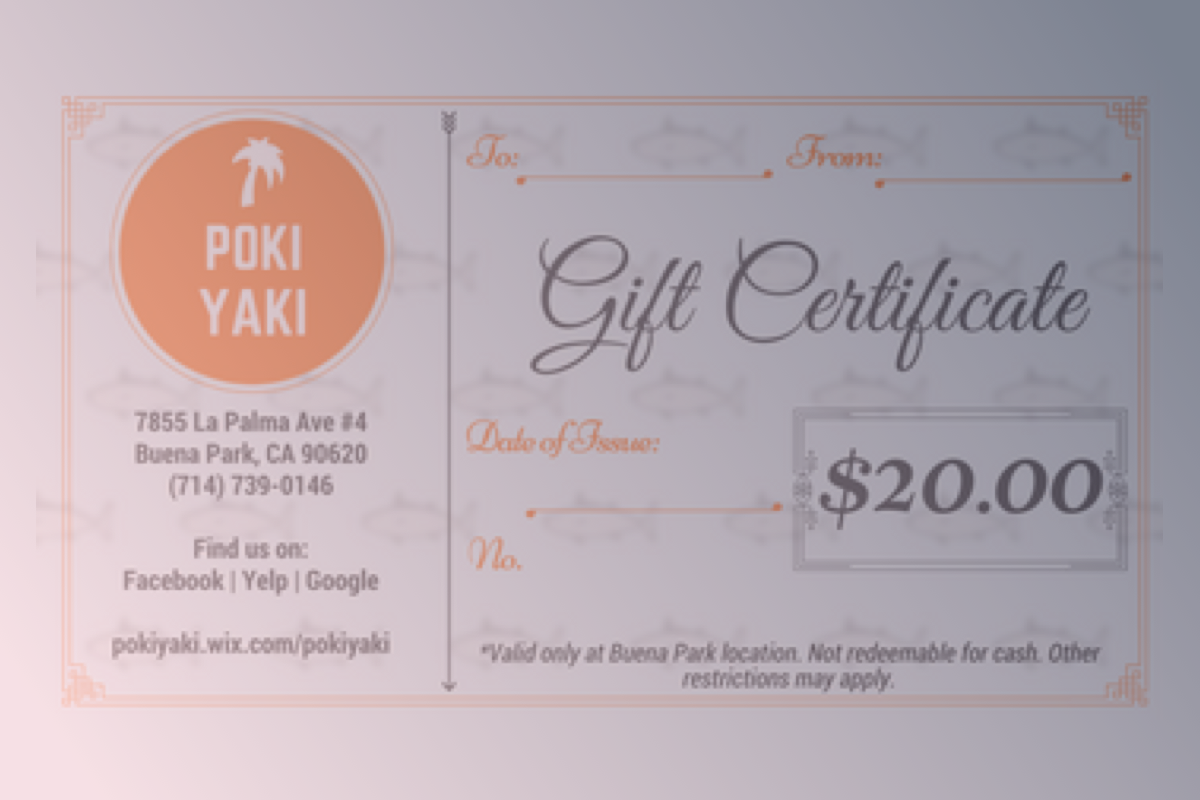 POKI
YAKI
7855 La Palma Ave #4
Buena Park, CA 90620
(714) 739-0146
Find us on:
Facebook | Yelp | Google
pokiyaki.wix.com/pokiyaki
To:
From:
Gift Certificate
Date of Issue:
$20.00
No.
*Valid only at Buena Park location. Not redeemable for cash. Other
restrictions may apply.